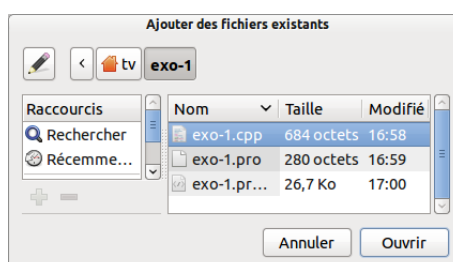 Ajouter des fichiers existants
tv exo-1
Raccourcis Nom Taille Modifié
Rechercher exo-1.cpp 684 octets 16:58
Récemme... exo-1.pro 280 octets 16:59
exo-1.pr... 26,7 Ko 17:00
Annuler Ouvrir